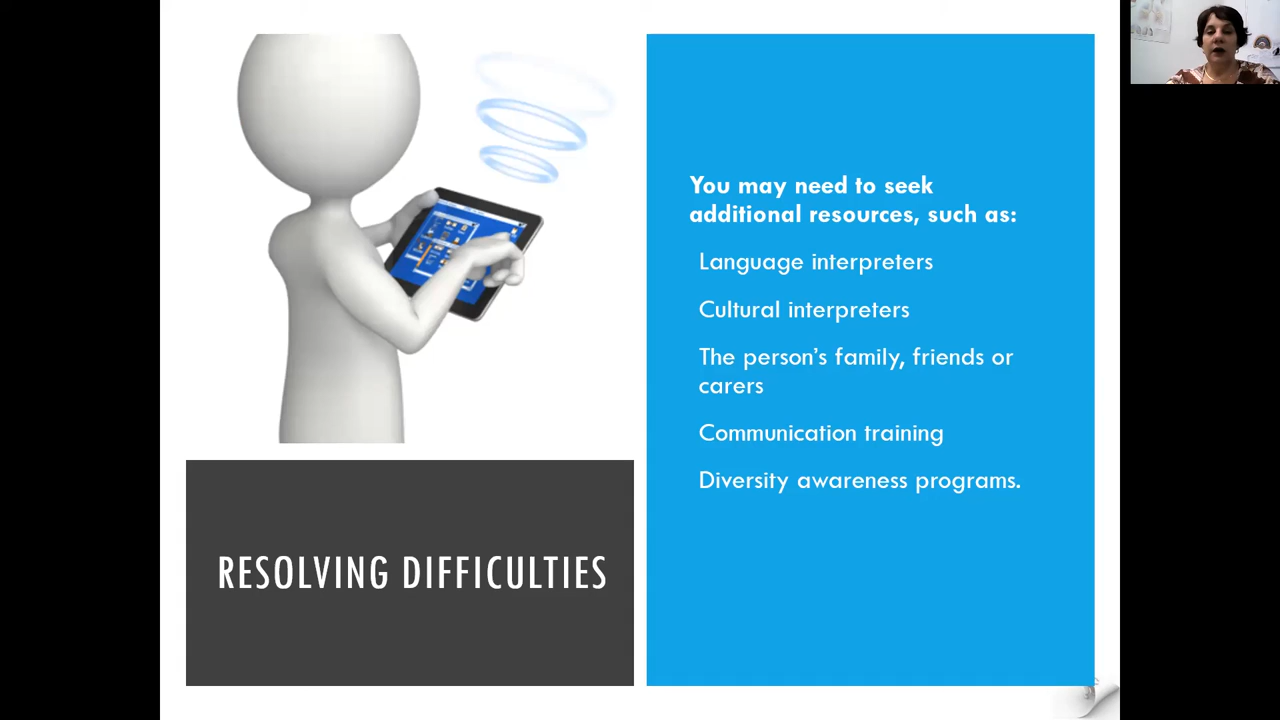 You may need to seek
additional resources, such as:
Language interpreters
Cultural interpreters
The person’s family, friends or
carers
Communication training
Diversity awareness programs.
RESOLVING DIFFICULTIES